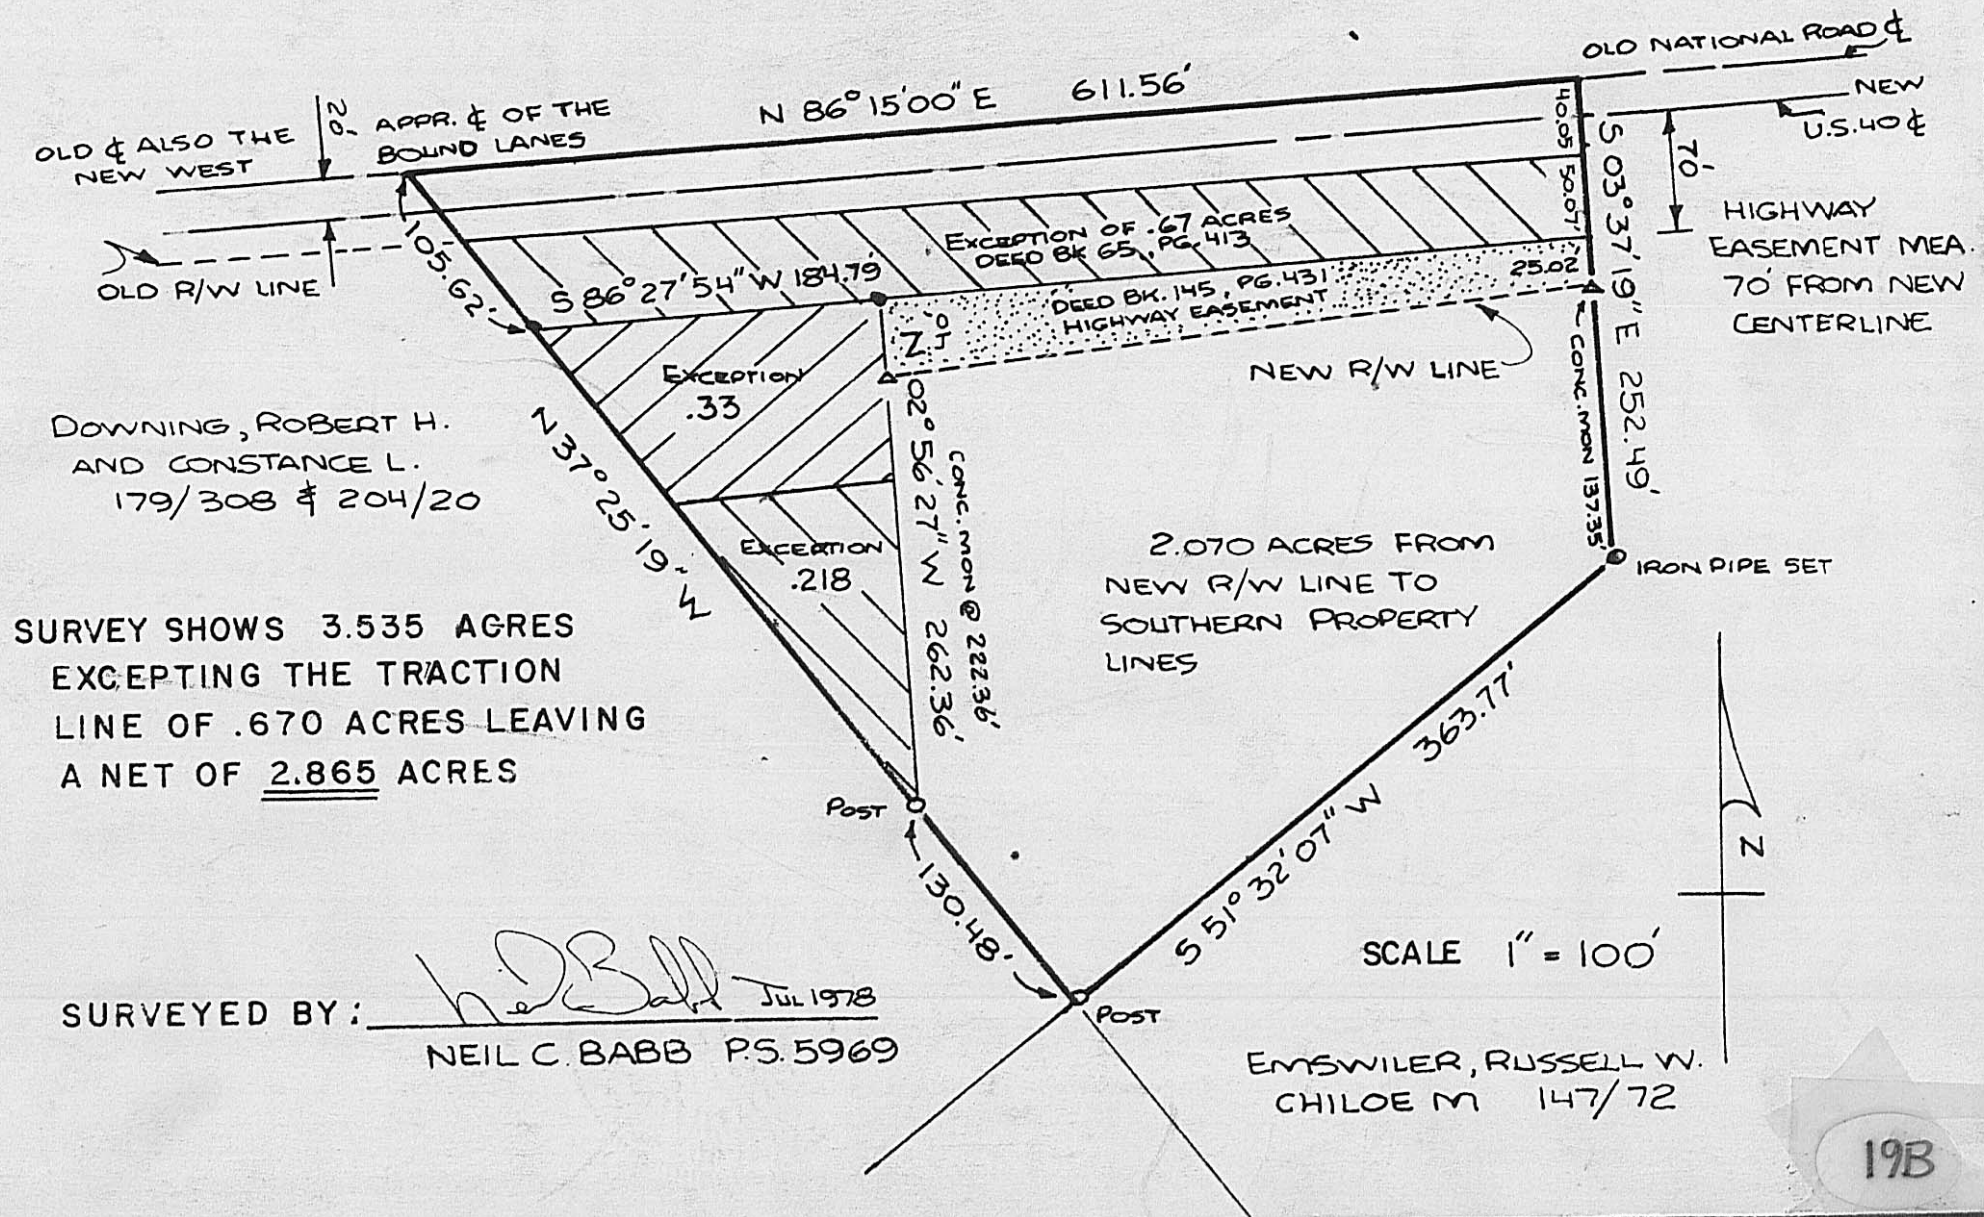 OLD NATIONAL ROAD ℄
NEW
U.S.40 ℄
N 86° 15'00" E 611.56'
20'
APPR. ℄ OF THE
BOUND LANES
OLD ℄ ALSO THE
NEW WEST
OLD R/W LINE
40.05
50.07'
70'
S 03° 37' 19" E 252.49'
HIGHWAY
EASEMENT MEA.
70' FROM NEW
CENTERLINE
EXCEPTION OF .67 ACRES
DEED BK 65, PG. 413
105.62'
S 86° 27' 54" W 184.79'
25.02
DEED BK. 145, PG. 431
HIGHWAY EASEMENT
40'
NEW R/W LINE
CONC. MON 137.35'
EXCEPTION
.33
N 02° 56' 27" W 262.36'
CONC. MON @ 222.36'
DOWNING, ROBERT H.
AND CONSTANCE L.
179/308 & 204/20
N 37° 25' 19" W
EXCEPTION
.218
2.070 ACRES FROM
NEW R/W LINE TO
SOUTHERN PROPERTY
LINES
IRON PIPE SET
SURVEY SHOWS 3.535 ACRES
EXCEPTING THE TRACTION
LINE OF .670 ACRES LEAVING
A NET OF 2.865 ACRES
363.77'
S 51° 32' 07" W
POST
130.48'
POST
N
SCALE 1" = 100'
SURVEYED BY: Neil C Babb JUL 1978
NEIL C. BABB P.S. 5969
EMSWILER, RUSSELL W.
CHILOE M 147/72
19B